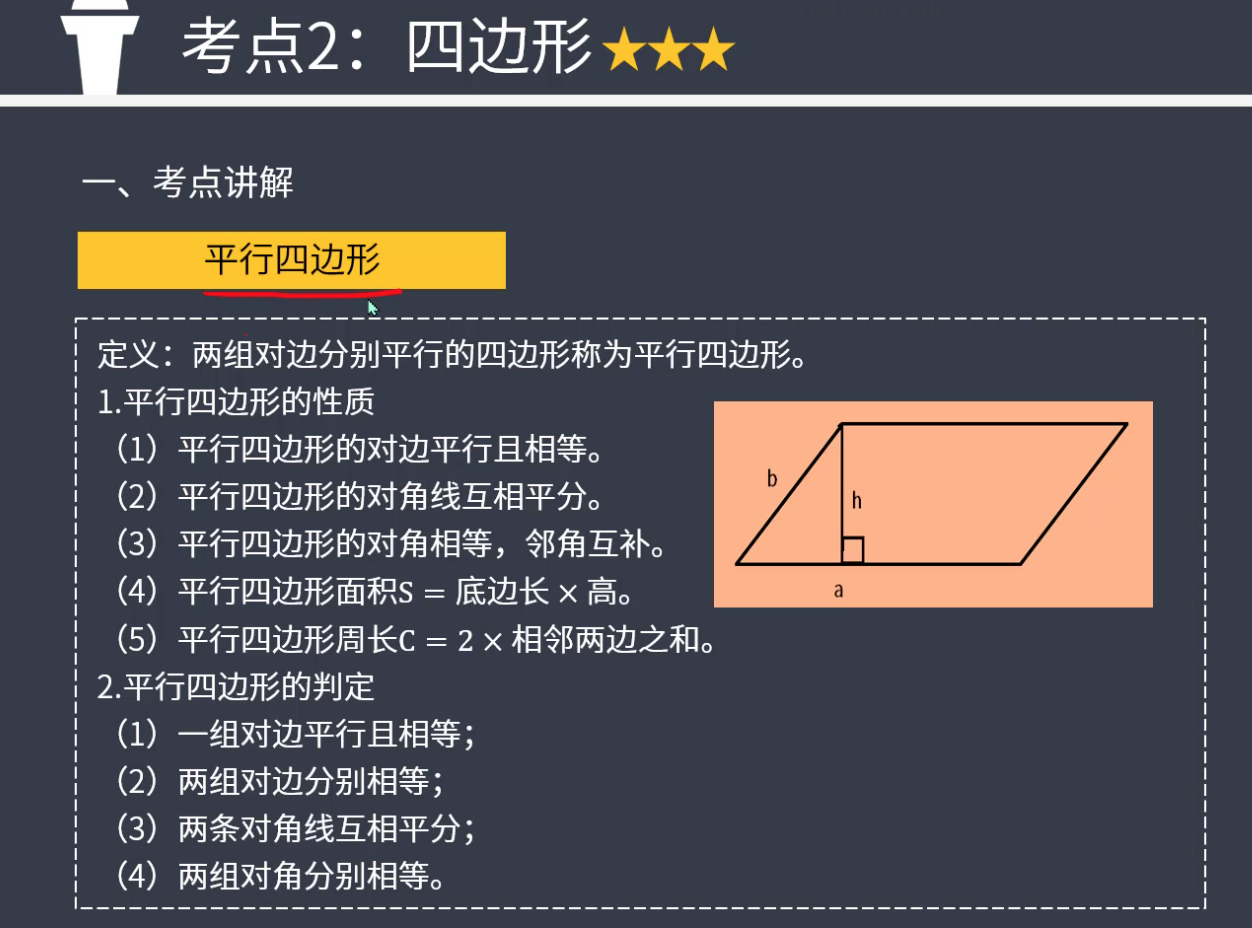 考点2：四边形★★★
一、考点讲解
平行四边形
定义：两组对边分别平行的四边形称为平行四边形。
1.平行四边形的性质
（1）平行四边形的对边平行且相等。
（2）平行四边形的对角线互相平分。
（3）平行四边形的对角相等，邻角互补。
（4）平行四边形面积S = 底边长 × 高。
（5）平行四边形周长C = 2 × 相邻两边之和。
b
h
a
2.平行四边形的判定
（1）一组对边平行且相等；
（2）两组对边分别相等；
（3）两条对角线互相平分；
（4）两组对角分别相等。